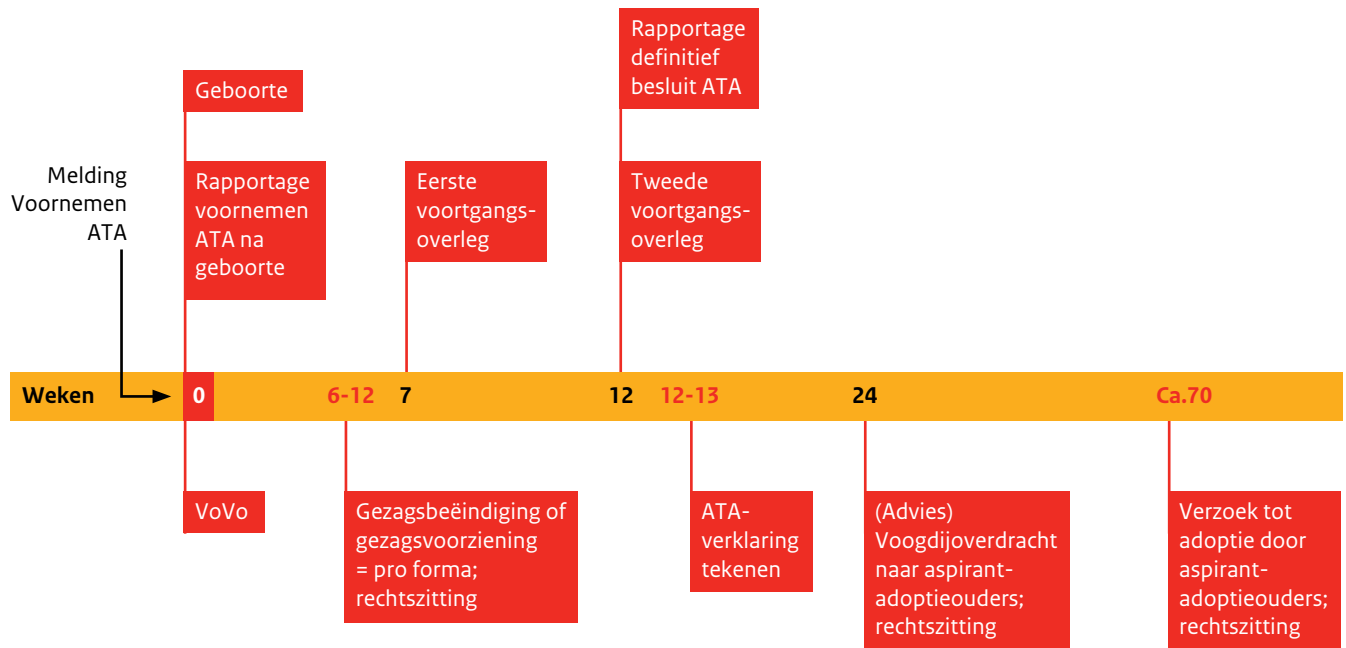 Rapportage
definitief
besluit ATA
Geboorte
Melding
Voornemen
ATA
Rapportage
voornemen
ATA na
geboorte
Eerste
voortgangs-
overleg
Tweede
voortgangs-
overleg
Weken 0 6-12 7 12 12-13 24 Ca.70
VoVo
Gezagsbeëindiging of
gezagsvoorziening
= pro forma;
rechtszitting
ATA-
verklaring
tekenen
(Advies)
Voogdijoverdracht
naar aspirant-
adoptieouders;
rechtszitting
Verzoek tot
adoptie door
aspirant-
adoptieouders;
rechtszitting